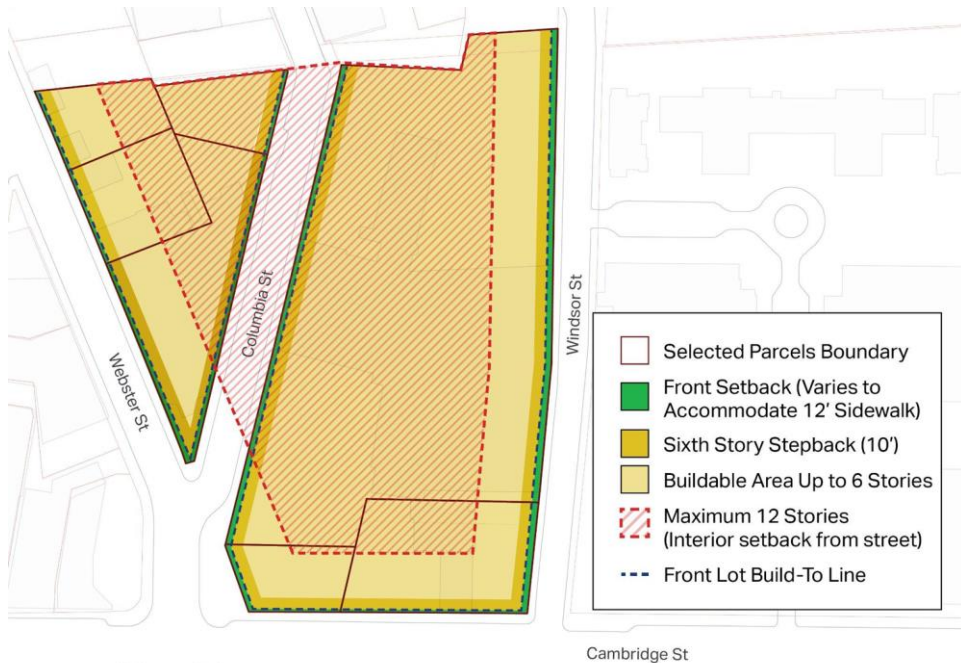 Columbia St
Webster St
Windsor St
Cambridge St
Selected Parcels Boundary
Front Setback (Varies to
Accommodate 12' Sidewalk)
Sixth Story Stepback (10')
Buildable Area Up to 6 Stories
Maximum 12 Stories
(Interior setback from street)
Front Lot Build-To Line